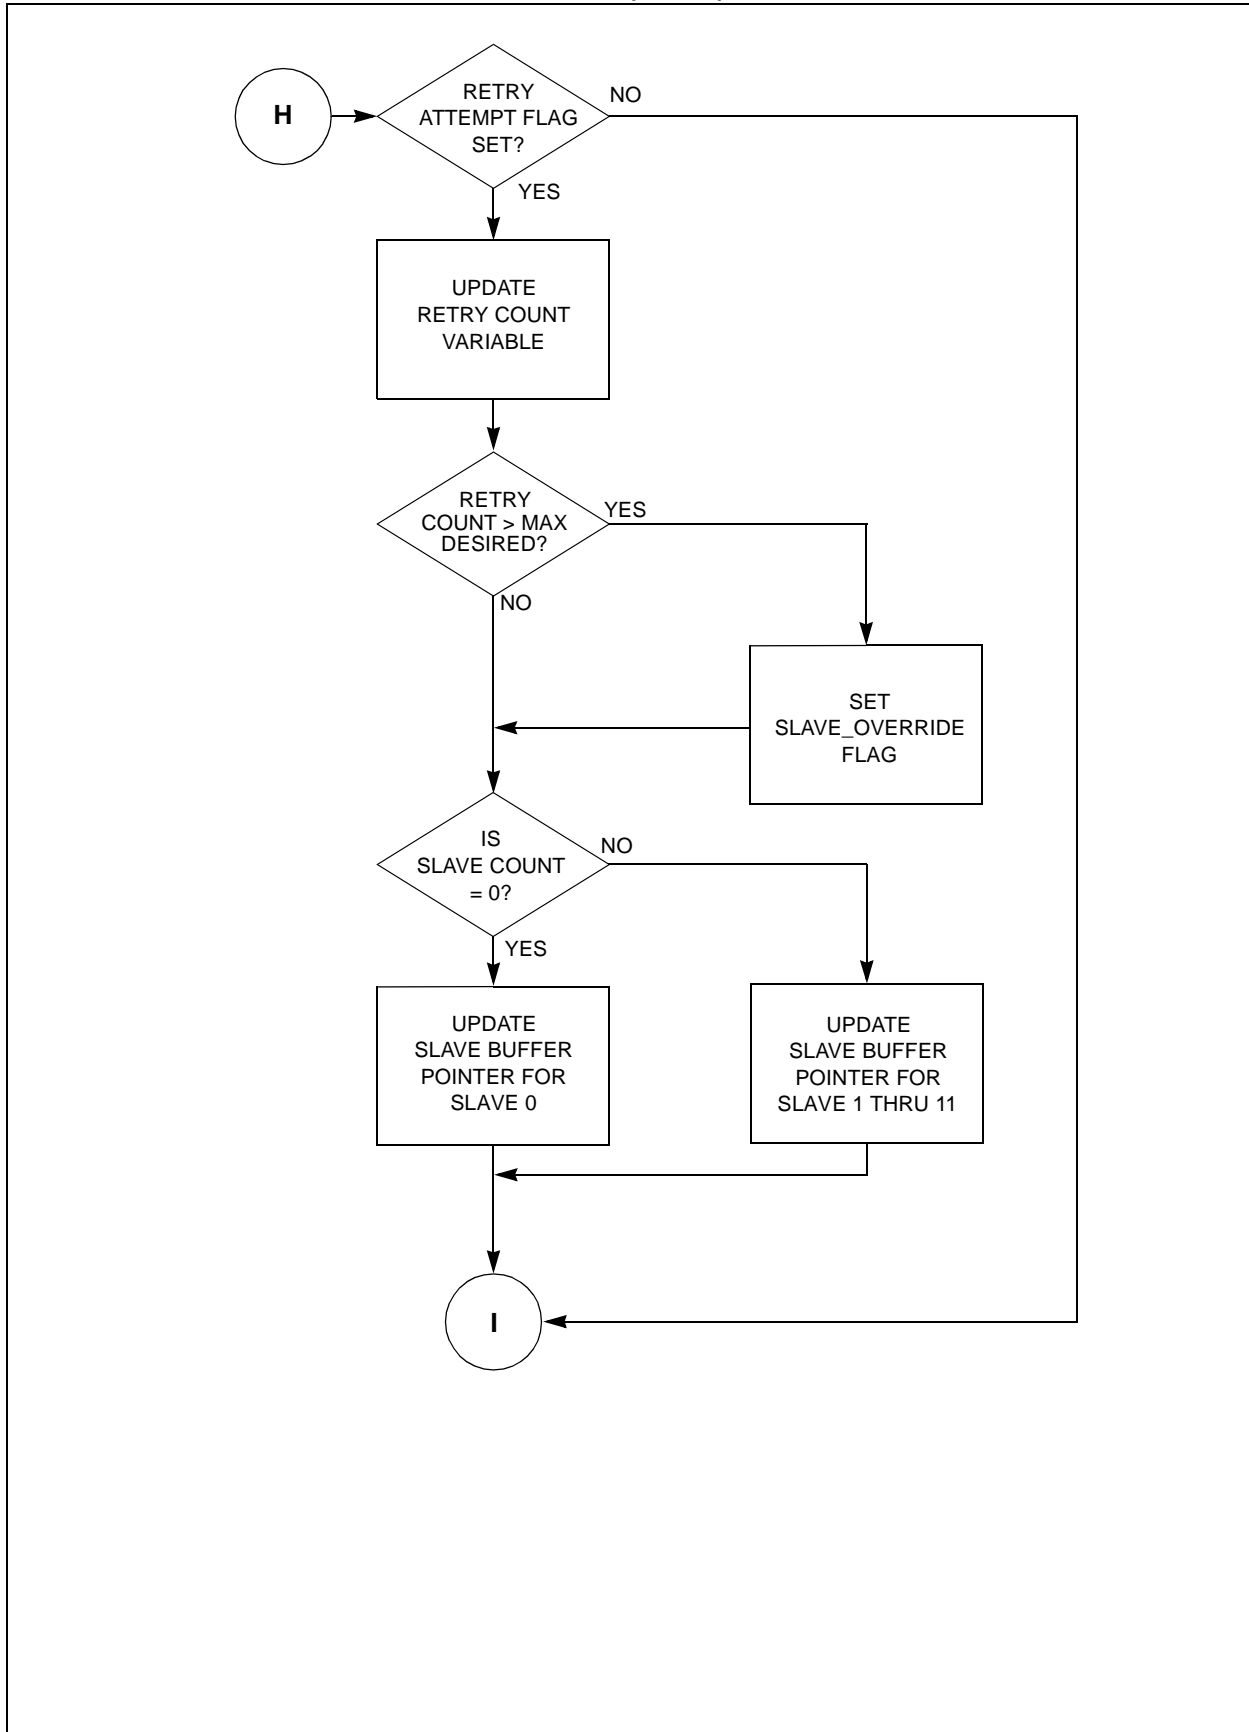 H
RETRY
ATTEMPT FLAG
SET?
NO
YES
UPDATE
RETRY COUNT
VARIABLE
RETRY
COUNT > MAX
DESIRED?
YES
NO
SET
SLAVE_OVERRIDE
FLAG
IS
SLAVE COUNT
= 0?
NO
YES
UPDATE
SLAVE BUFFER
POINTER FOR
SLAVE 0
UPDATE
SLAVE BUFFER
POINTER FOR
SLAVE 1 THRU 11
I